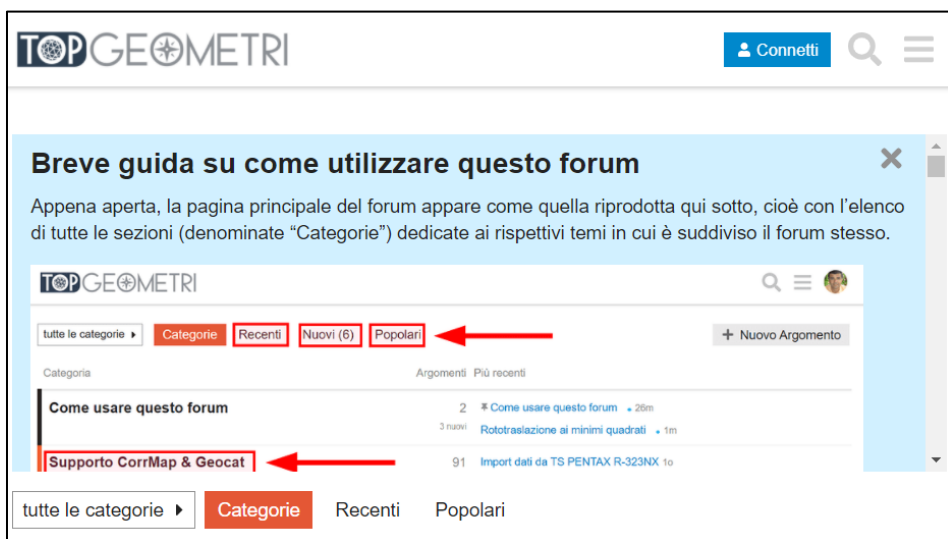 TOPGEOMETRI
Connetti
Breve guida su come utilizzare questo forum
Appena aperta, la pagina principale del forum appare come quella riprodotta qui sotto, cioè con l'elenco
di tutte le sezioni (denominate “Categorie”) dedicate ai rispettivi temi in cui è suddiviso il forum stesso.
TOPGEOMETRI
tutte le categorie Categorie Recenti Nuovi (6) Popolari + Nuovo Argomento
Categoria Argomenti Più recenti
Come usare questo forum 2 Come usare questo forum 26m
3 nuovi Rototraslazione ai minimi quadrati 1m
Supporto CorrMap & Geocat 91 Import dati da TS PENTAX R-323NX 1o
tutte le categorie Categorie Recenti Popolari